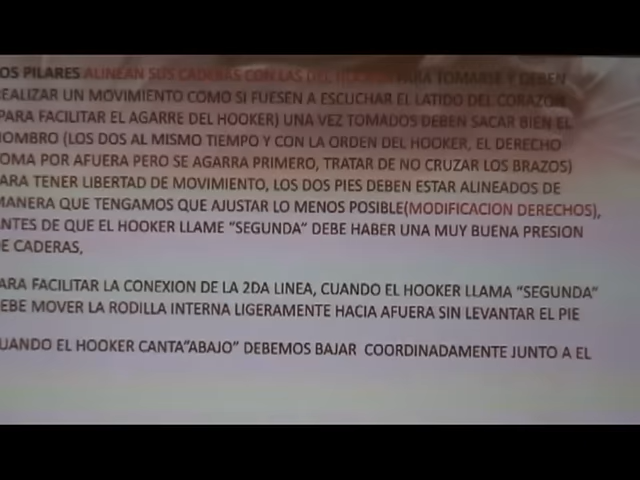 OS PILARES ALINEAN SUS CADERAS CON LAS DEL HOOKER PARA TOMARSE Y DEBEN
REALIZAR UN MOVIMIENTO COMO SI FUESEN A ESCUCHAR EL LATIDO DEL CORAZON
PARA FACILITAR EL AGARRE DEL HOOKER) UNA VEZ TOMADOS DEBEN SACAR BIEN EL
HOMBRO (LOS DOS AL MISMO TIEMPO Y CON LA ORDEN DEL HOOKER, EL DERECHO
TOMA POR AFUERA PERO SE AGARRA PRIMERO, TRATAR DE NO CRUZAR LOS BRAZOS)
ARA TENER LIBERTAD DE MOVIMIENTO, LOS DOS PIES DEBEN ESTAR ALINEADOS DE
MANERA QUE TENGAMOS QUE AJUSTAR LO MENOS POSIBLE(MODIFICACION DERECHOS),
ANTES DE QUE EL HOOKER LLAME “SEGUNDA” DEBE HABER UNA MUY BUENA PRESION
E CADERAS,
ARA FACILITAR LA CONEXION DE LA 2DA LINEA, CUANDO EL HOOKER LLAMA “SEGUNDA”
EBE MOVER LA RODILLA INTERNA LIGERAMENTE HACIA AFUERA SIN LEVANTAR EL PIE
UANDO EL HOOKER CANTA“ABAJO” DEBEMOS BAJAR COORDINADAMENTE JUNTO A EL